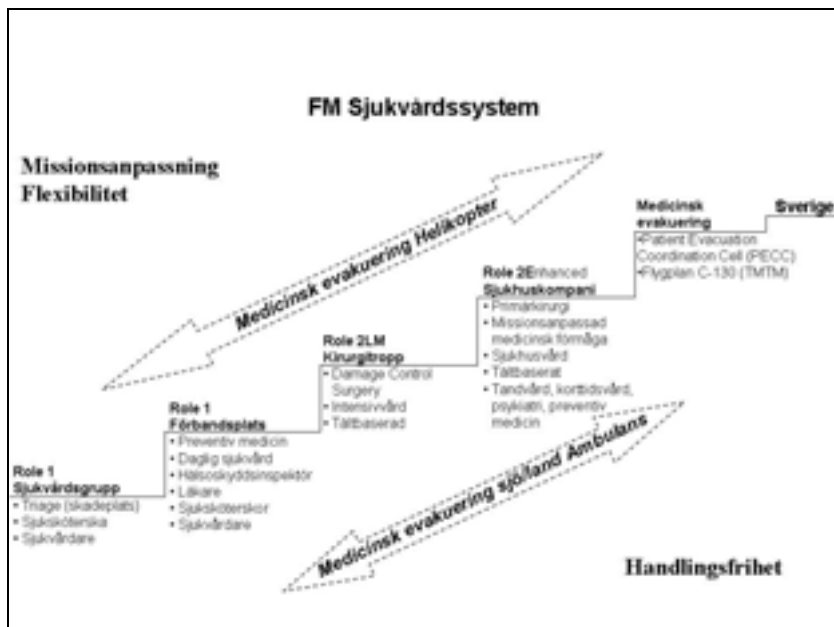 FM Sjukvårdssystem
Missionsanpassning
Flexibilitet
Medicinsk evakuering Helikopter
Role 1
Sjukvårdsgrupp
• Triage (skadeplats)
• Sjuksköterska
• Sjukvårdare
Role 1
Förbandsplats
• Preventiv medicin
• Daglig sjukvård
• Hälsoskyddsinspektör
• Läkare
• Sjuksköterskor
• Sjukvårdare
Role 2LM
Kirurgitropp
• Damage Control
Surgery
• Intensivvård
• Tältbaserad
Role 2Enhanced
Sjukhuskompani
• Primärkirurgi
• Missionsanpassad
medicinsk förmåga
• Sjukhusvård
• Tältbaserat
• Tandvård, korttidsvård,
psykiatri, preventiv
medicin
Medicinsk
evakuering
•Patient Evacuation
Coordination Cell (PECC)
•Flygplan C-130 (TMTM)
Sverige
Medicinsk evakuering sjö/land Ambulans
Handlingsfrihet